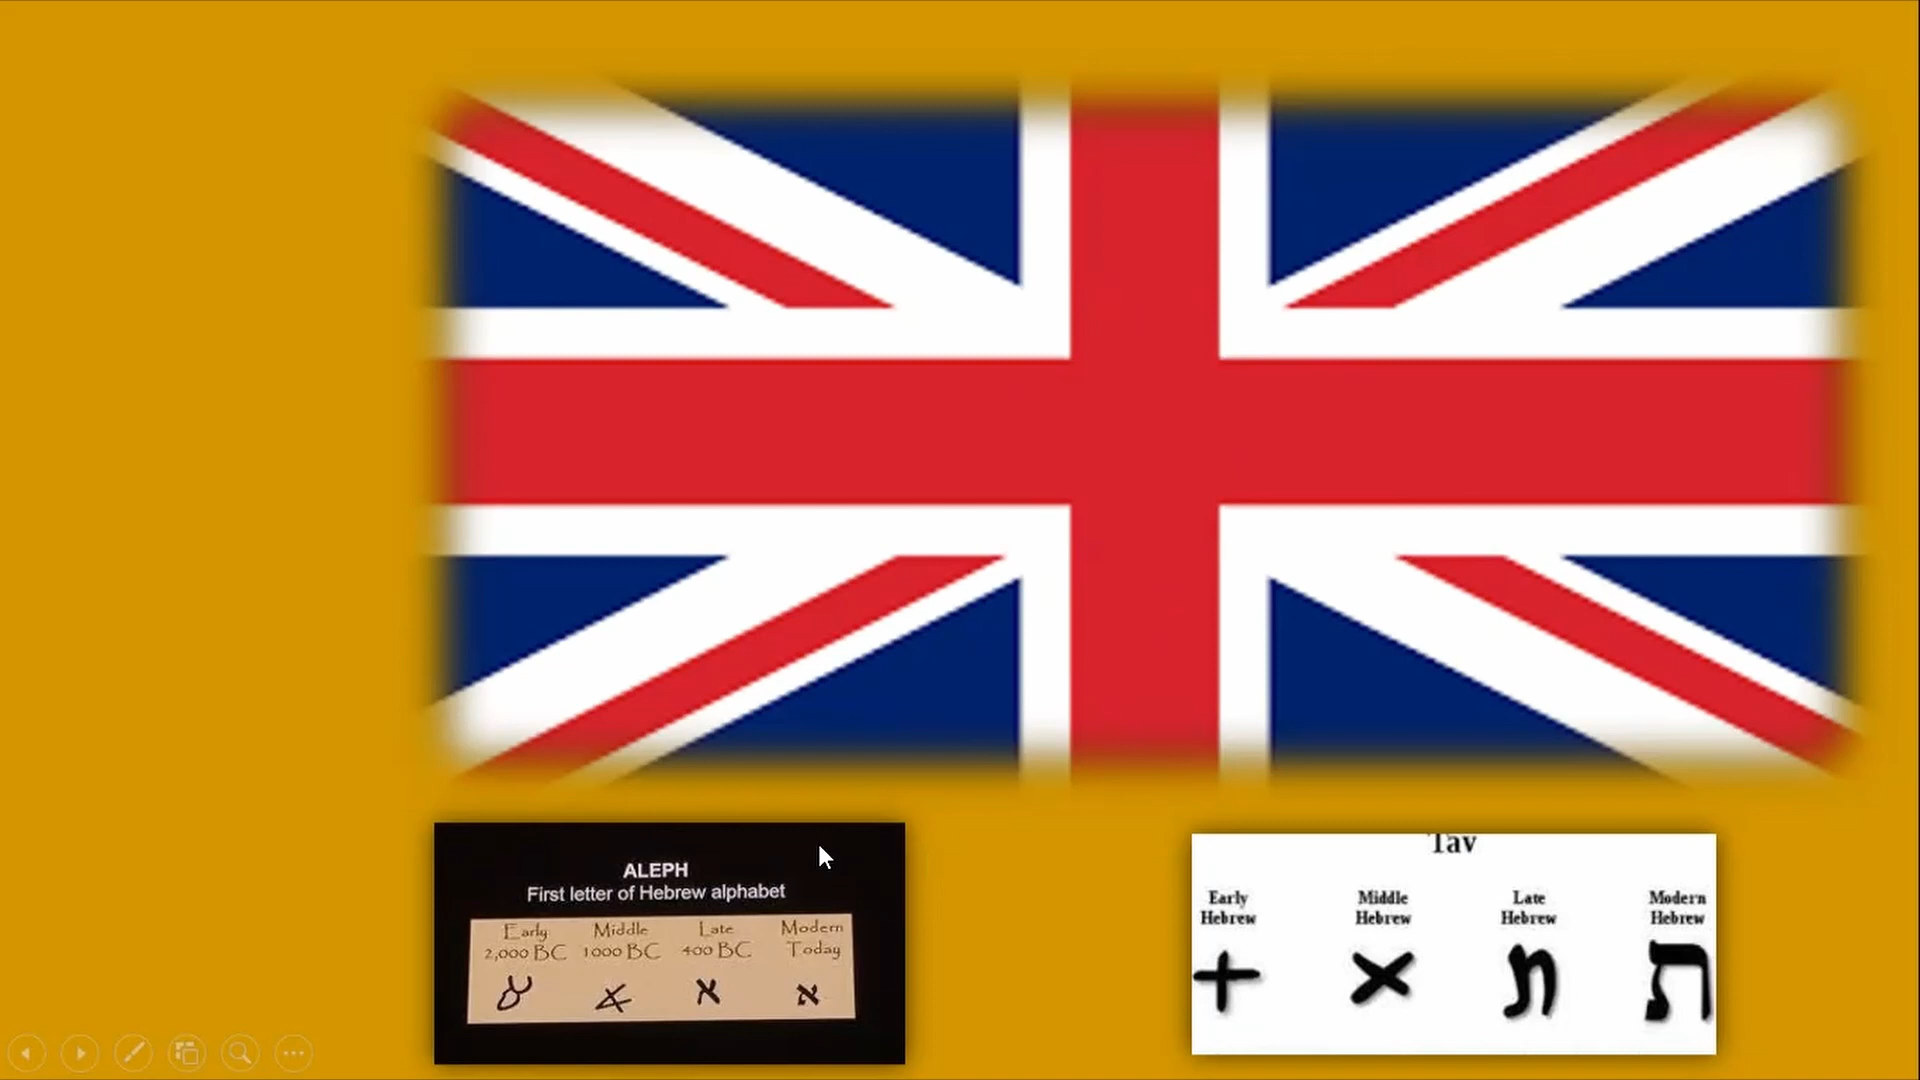 ALEPH
First letter of Hebrew alphabet
Early Middle Late Modern
2,000 BC 1000 BC 400 BC Today
א א
Tav
Early Middle Late Modern
Hebrew Hebrew Hebrew Hebrew
ת